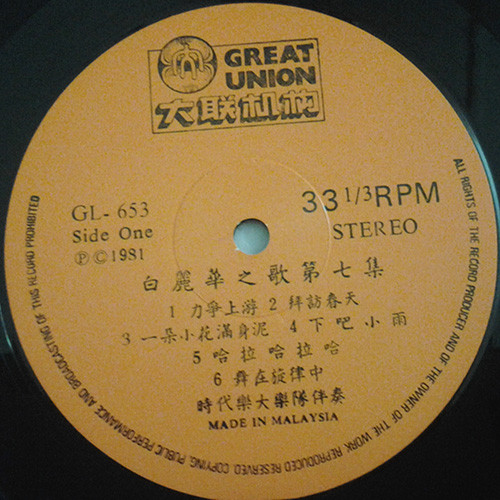 GREAT
UNION
大联机构
GL-653
Side One
℗©1981
33 1/3 RPM
STEREO
白麗華之歌第七集
1 力爭上游 2 拜訪春天
3 一朵小花滿身泥 4 下吧小雨
5 哈拉哈拉哈
6 舞在旋律中
時代樂大樂隊伴奏
MADE IN MALAYSIA
ALL RIGHTS OF THE RECORD PRODUCER AND OF THE OWNER OF THE WORK REPRODUCED RESERVED. COPYING, PUBLIC PERFORMANCE AND BROADCASTING OF THIS RECORD PROHIBITED